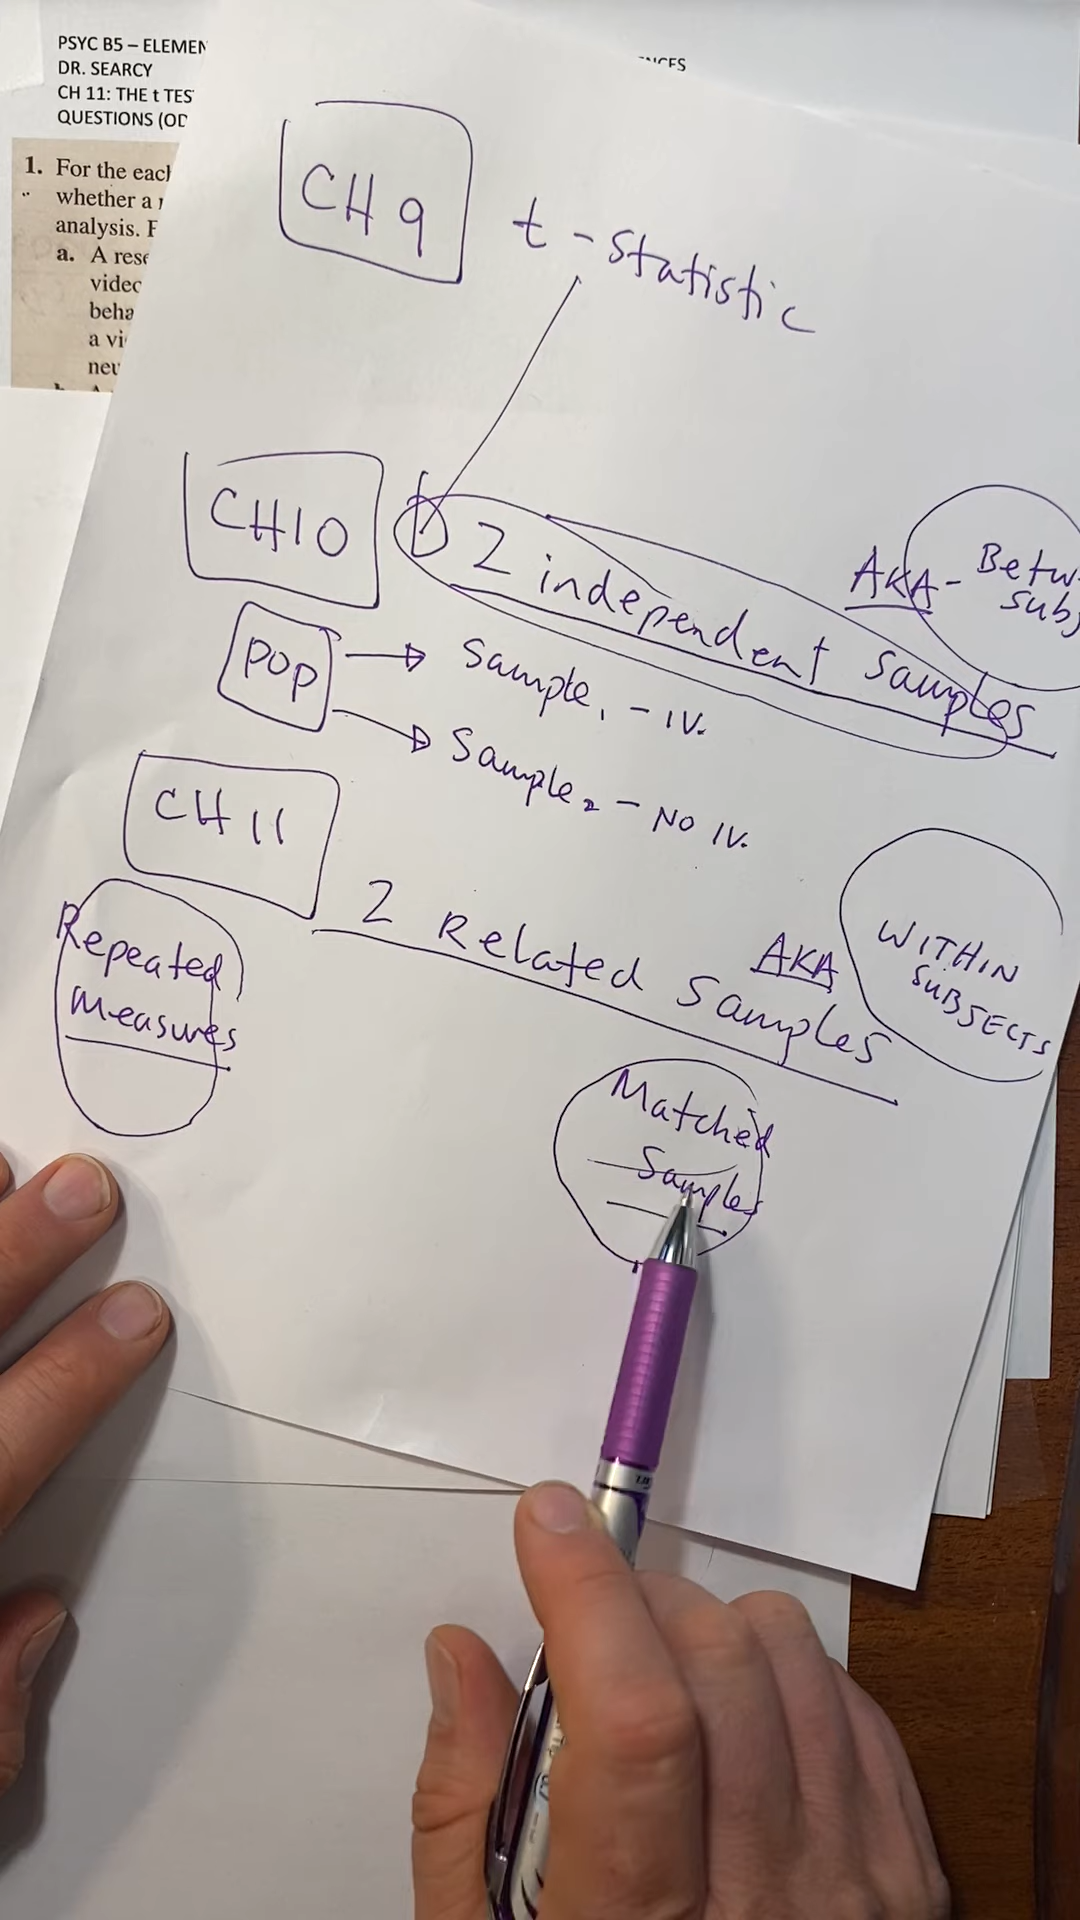 PSYC B5 – ELEMEN
DR. SEARCY
CH 11: THE t TES
QUESTIONS (OD
1. For the each
whether a r
analysis. F
a. A rese
videc
beha
a vi
neu
CH 9
t - Statistic
CH10
2 independent Samples
AKA - Betw
subj
POP
Sample, - IV.
Sample2 - NO IV.
CH 11
2 Related Samples
AKA
WITHIN
SUBJECTS
Repeated
Measures
Matched
Samples